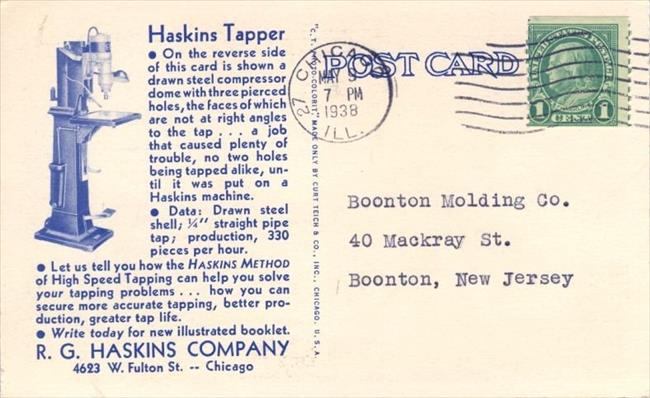 Haskins Tapper
● On the reverse side
of this card is shown a
drawn steel compressor
dome with three pierced
holes, the faces of which
are not at right angles
to the tap . . . a job
that caused plenty of
trouble, no two holes
being tapped alike, un-
til it was put on a
Haskins machine.
● Data: Drawn steel
shell; ¼" straight pipe
tap; production, 330
pieces per hour.
● Let us tell you how the HASKINS METHOD
of High Speed Tapping can help you solve
your tapping problems . . . how you can
secure more accurate tapping, better pro-
duction, greater tap life.
● Write today for new illustrated booklet.
R. G. HASKINS COMPANY
4623 W. Fulton St. -- Chicago
MADE ONLY BY CURT TEICH & CO., INC., CHICAGO, U.S.A.
POST CARD
27 CHICA
MAY
7 PM
1938
ILL.
1 CENT 1
Boonton Molding Co.
40 Mackray St.
Boonton, New Jersey